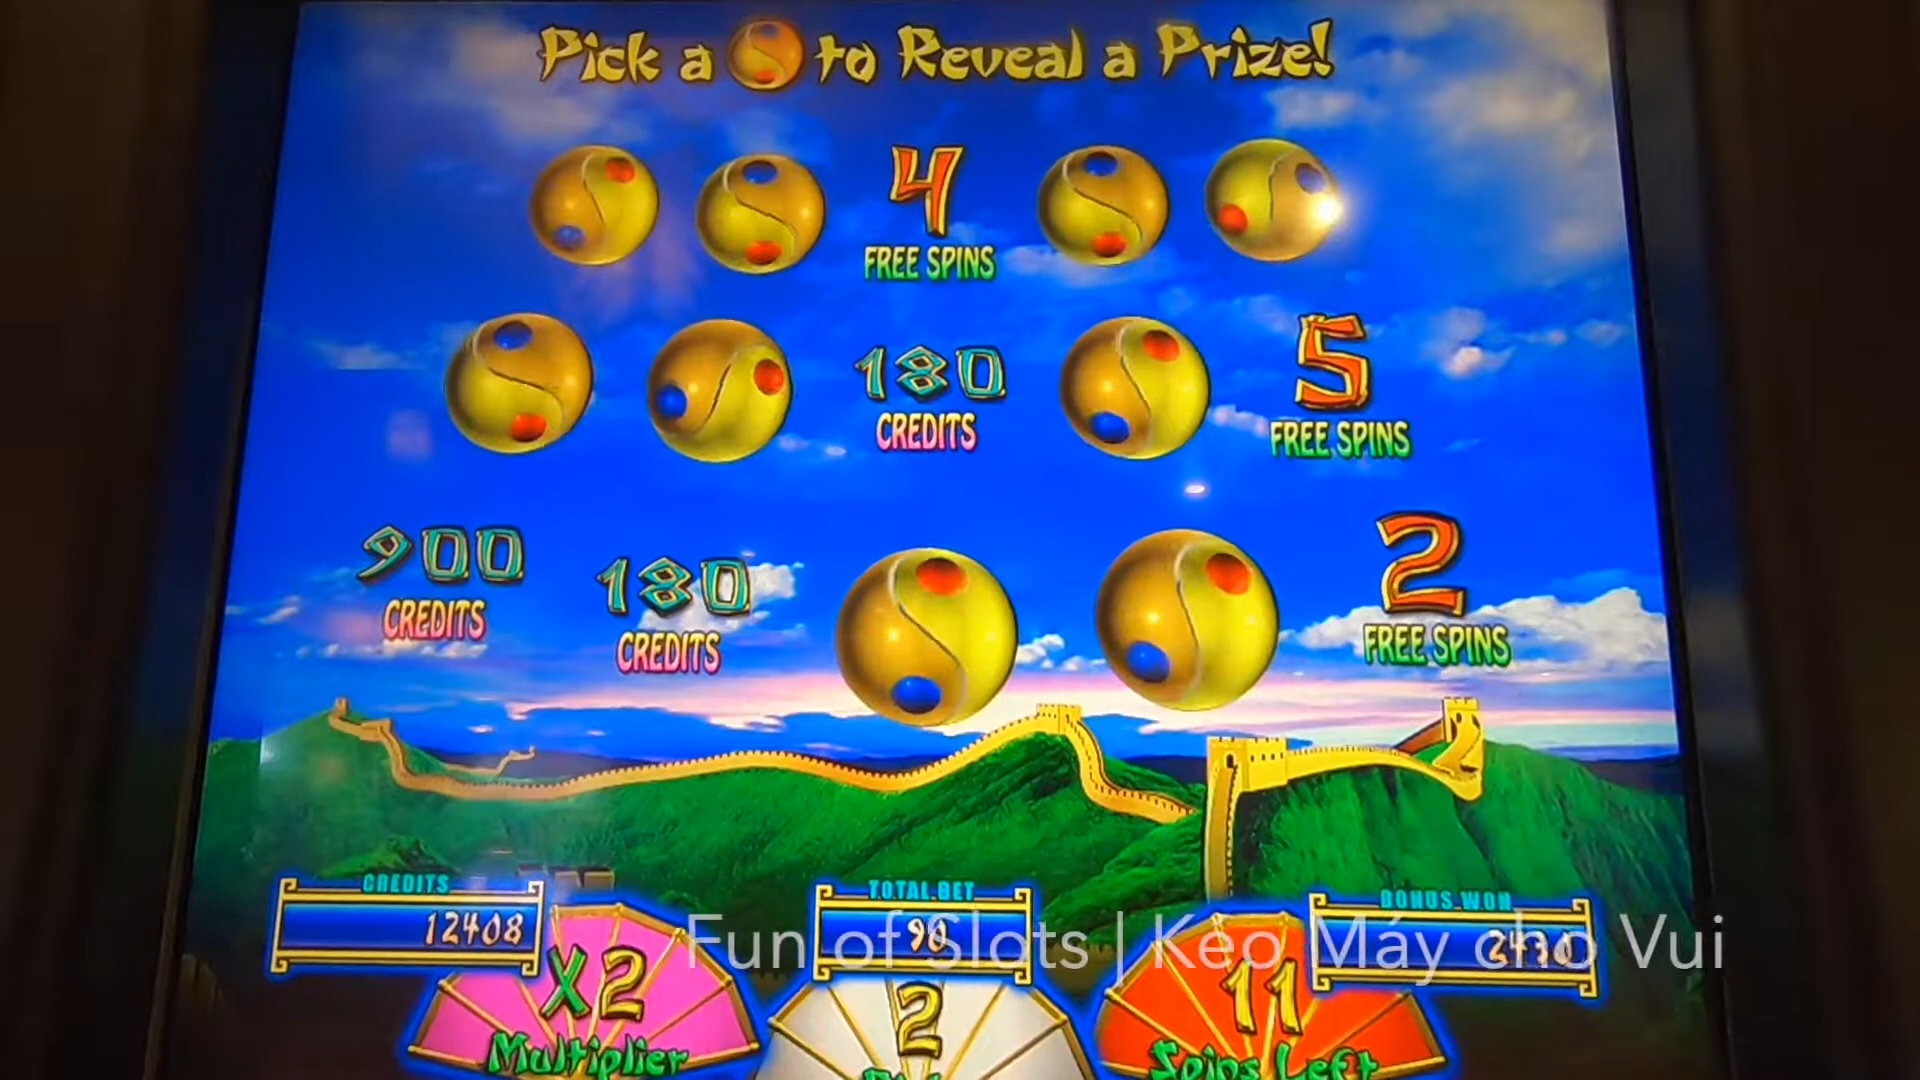 Pick a to Reveal a Prize!
4
FREE SPINS
180
CREDITS
5
FREE SPINS
900
CREDITS
180
CREDITS
2
FREE SPINS
CREDITS
12408
TOTAL BET
90
BONUS WON
Fun of Slots | Kéo Máy cho Vui
X2
Multiplier
2
11
Spins Left